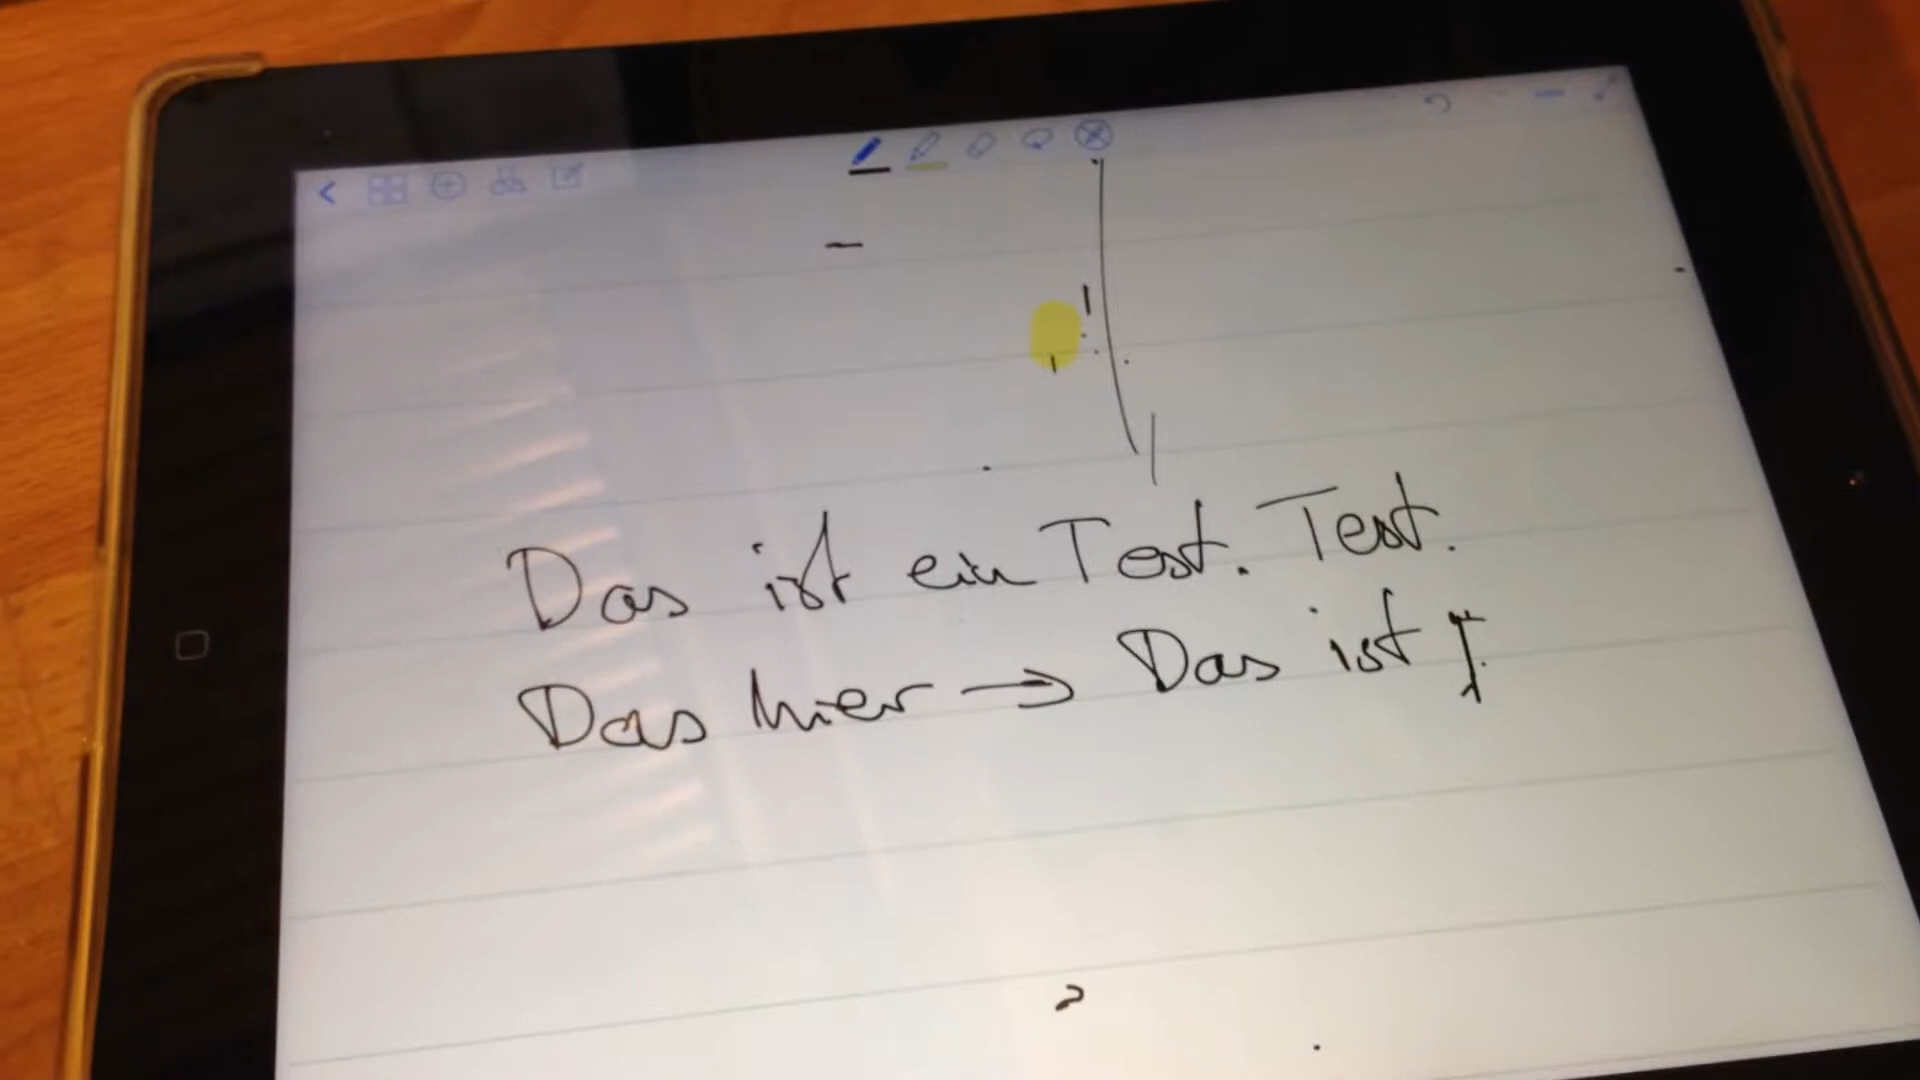 Das ist ein Test. Test.
Das hier → Das ist